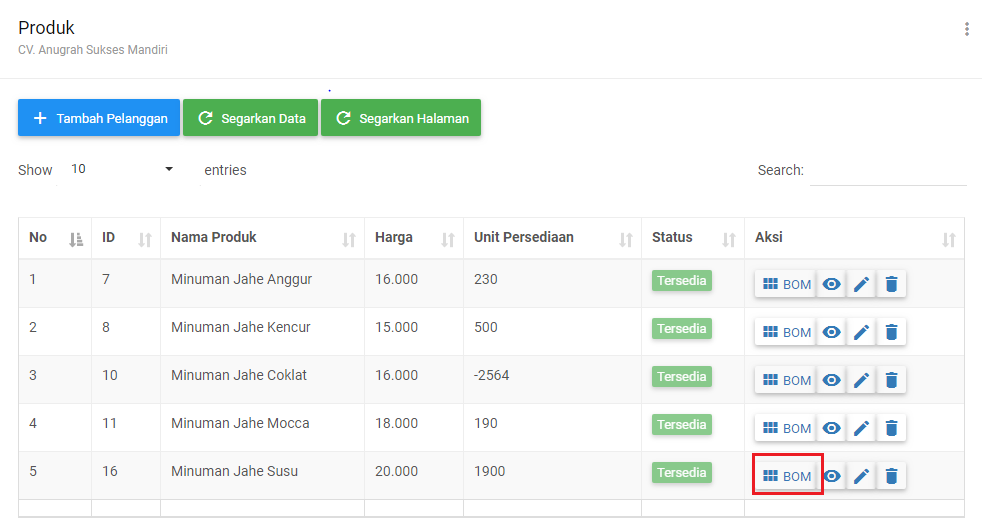 Produk
CV. Anugrah Sukses Mandiri
Tambah Pelanggan Segarkan Data Segarkan Halaman
Show 10 entries Search:
No ID Nama Produk Harga Unit Persediaan Status Aksi
1 7 Minuman Jahe Anggur 16.000 230 Tersedia BOM
2 8 Minuman Jahe Kencur 15.000 500 Tersedia BOM
3 10 Minuman Jahe Coklat 16.000 -2564 Tersedia BOM
4 11 Minuman Jahe Mocca 18.000 190 Tersedia BOM
5 16 Minuman Jahe Susu 20.000 1900 Tersedia BOM